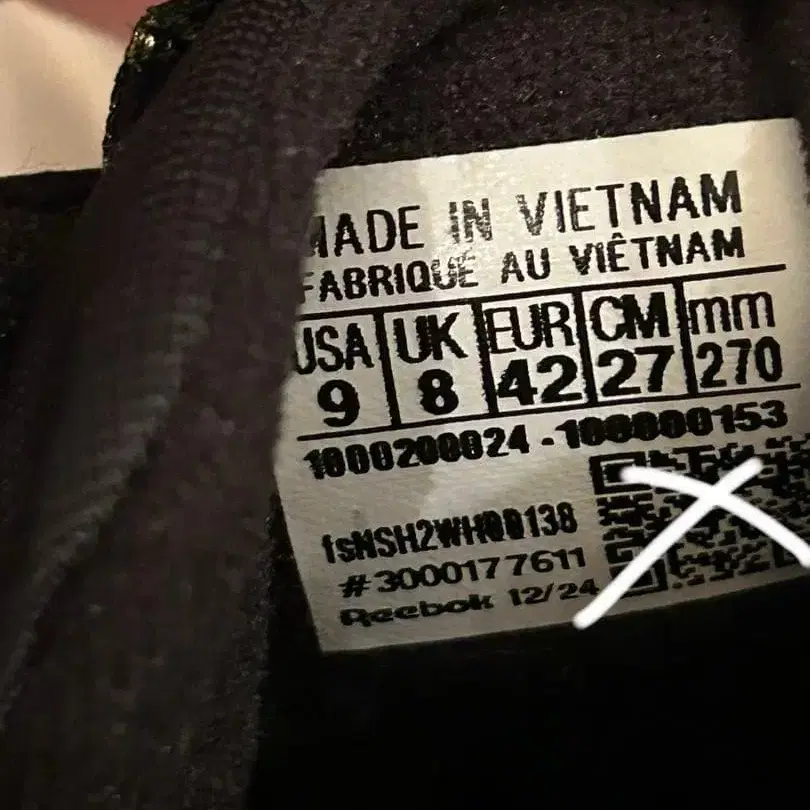 MADE IN VIETNAM
FABRIQUÉ AU VIÊTNAM
USA UK EUR CM mm
9 8 42 27 270
1000200024 -100000153
#3000177611
Reebok 12/24